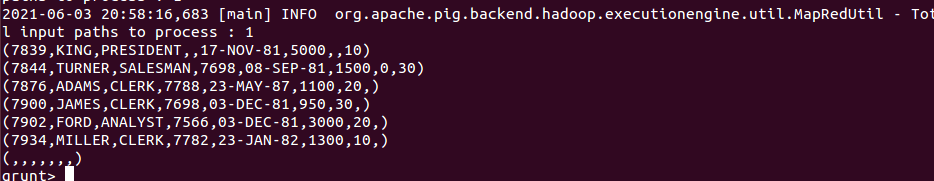 2021-06-03 20:58:16,683 [main] INFO  org.apache.pig.backend.hadoop.executionengine.util.MapRedUtil - Tot
l input paths to process : 1
(7839,KING,PRESIDENT,,17-NOV-81,5000,,10)
(7844,TURNER,SALESMAN,7698,08-SEP-81,1500,0,30)
(7876,ADAMS,CLERK,7788,23-MAY-87,1100,20,)
(7900,JAMES,CLERK,7698,03-DEC-81,950,30,)
(7902,FORD,ANALYST,7566,03-DEC-81,3000,20,)
(7934,MILLER,CLERK,7782,23-JAN-82,1300,10,)
(,,,,,,,)
grunt>